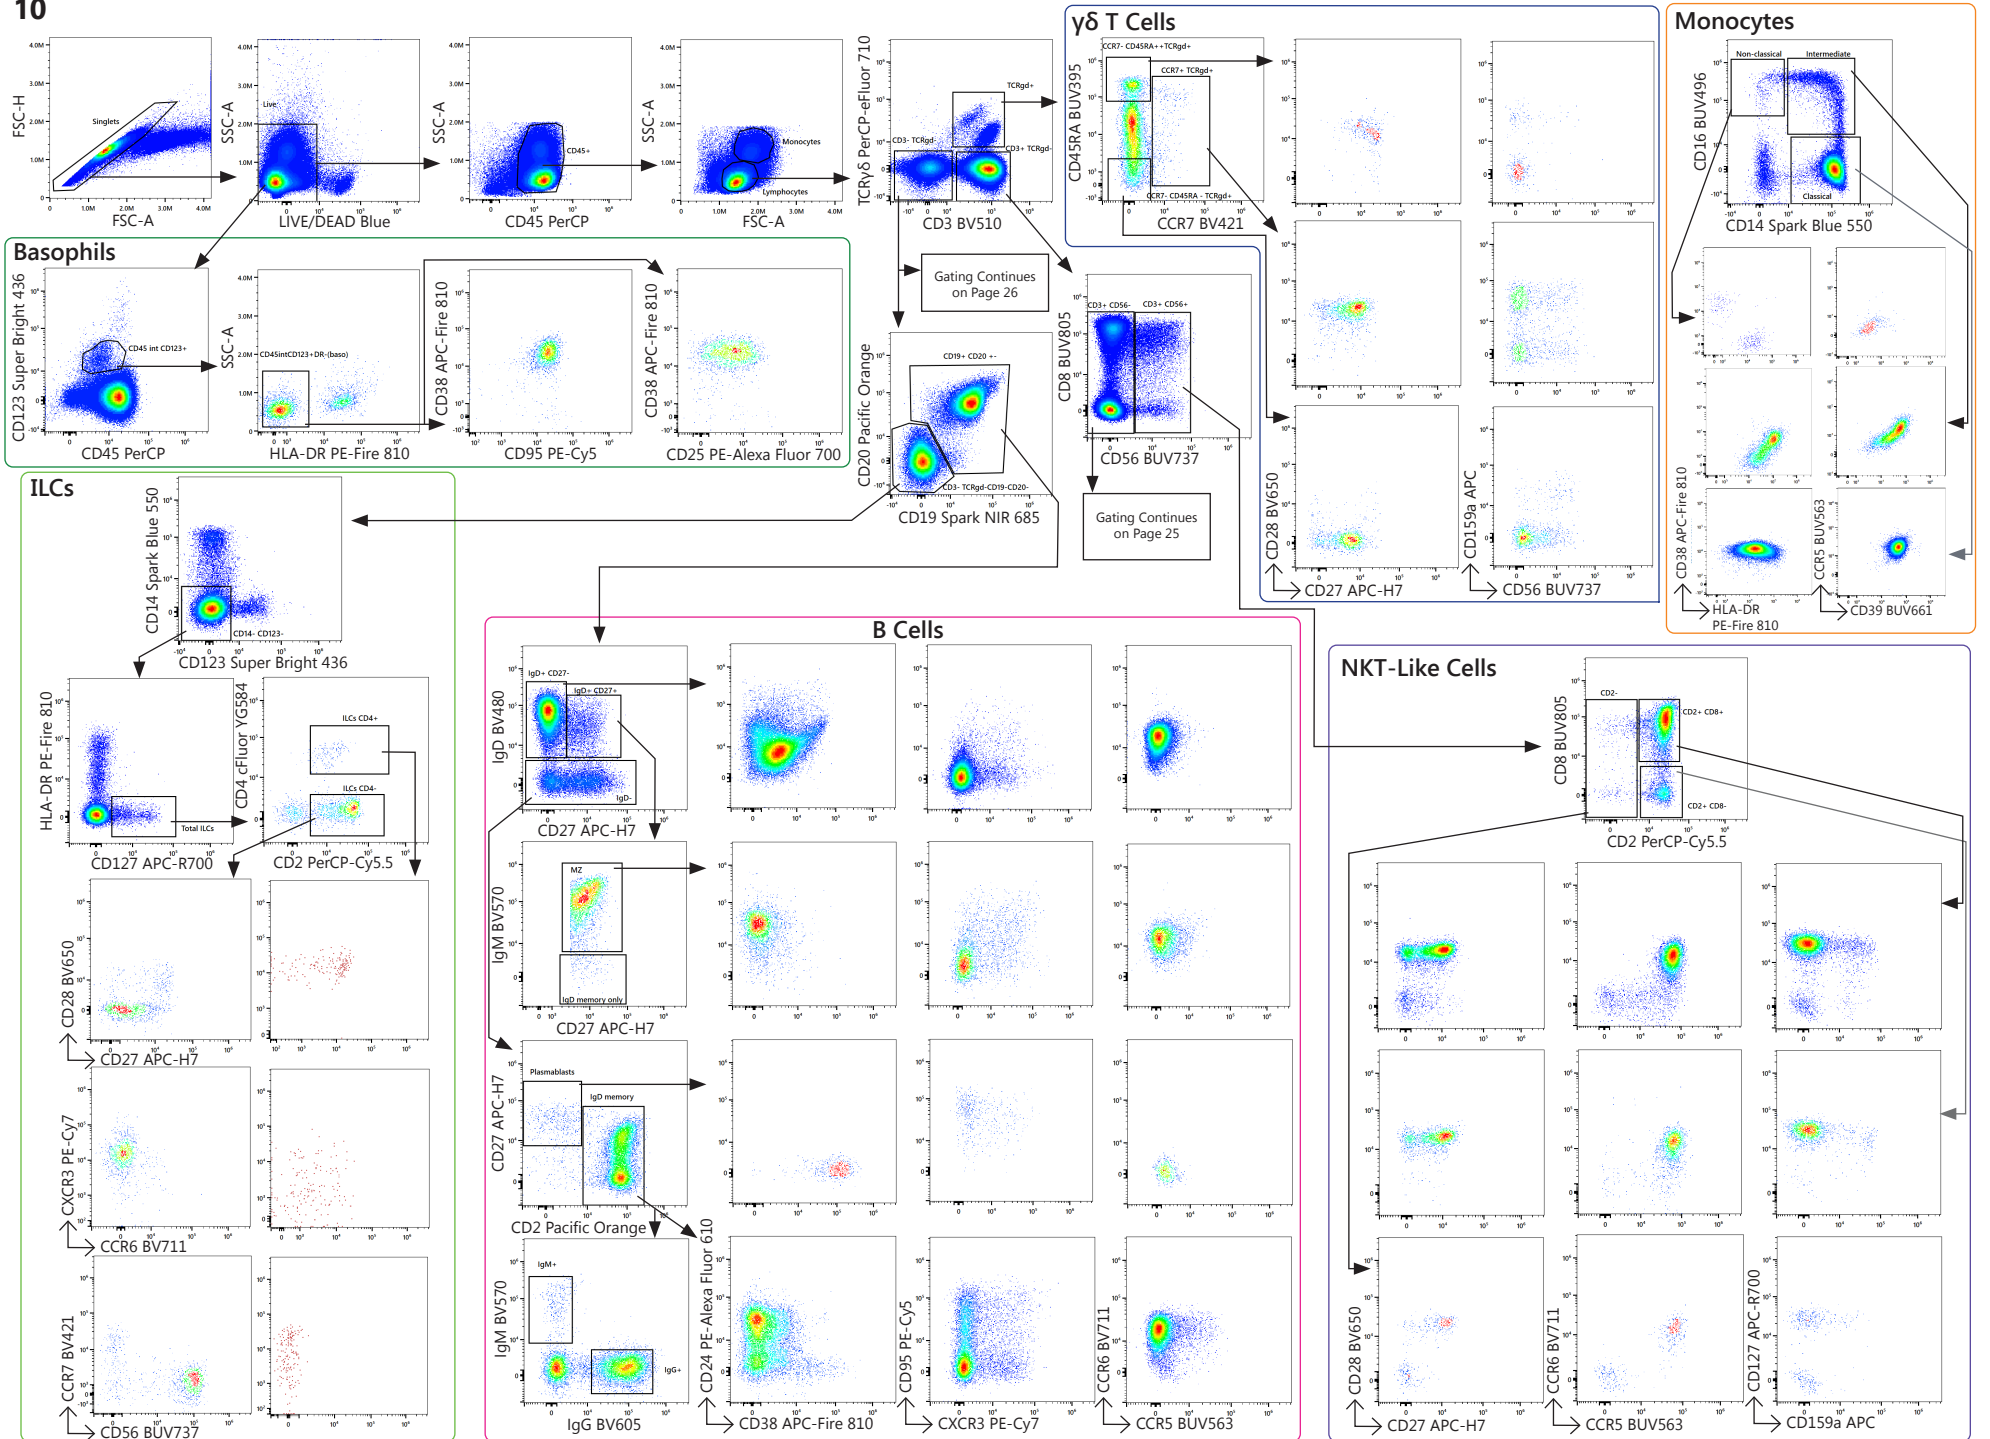 10
FSC-H
Singlets
FSC-A
SSC-A
Live
LIVE/DEAD Blue
SSC-A
CD45+
CD45 PerCP
SSC-A
Monocytes
Lymphocytes
FSC-A
TCRγδ PerCP-eFluor 710
TCRgd+
CD3- TCRgd-
CD3+ TCRgd-
CD3 BV510
Gating Continues
on Page 26
γδ T Cells
CCR7- CD45RA++TCRgd+
CCR7+ TCRgd+
CCR7- CD45RA - TCRgd+
CD45RA BUV395
CCR7 BV421
CD28 BV650
CD27 APC-H7
CD159a APC
CD56 BUV737
Monocytes
Non-classical
Intermediate
Classical
CD16 BUV496
CD14 Spark Blue 550
CD38 APC-Fire 810
HLA-DR
PE-Fire 810
CCR5 BUV563
CD39 BUV661
Basophils
CD123 Super Bright 436
CD45 int CD123+
CD45 PerCP
SSC-A
CD45intCD123+DR-(baso)
HLA-DR PE-Fire 810
CD38 APC-Fire 810
CD95 PE-Cy5
CD38 APC-Fire 810
CD25 PE-Alexa Fluor 700
CD20 Pacific Orange
CD19+ CD20 +-
CD3- TCRgd-CD19-CD20-
CD19 Spark NIR 685
CD8 BUV805
CD3+ CD56-
CD3+ CD56+
CD56 BUV737
Gating Continues
on Page 25
ILCs
CD14 Spark Blue 550
CD14- CD123-
CD123 Super Bright 436
HLA-DR PE-Fire 810
Total ILCs
CD127 APC-R700
CD4 cFluor YG584
ILCs CD4+
ILCs CD4-
CD2 PerCP-Cy5.5
CD28 BV650
CD27 APC-H7
CXCR3 PE-Cy7
CCR6 BV711
CCR7 BV421
CD56 BUV737
B Cells
IgD BV480
IgD+ CD27-
IgD+ CD27+
IgD-
CD27 APC-H7
IgM BV570
MZ
IgD memory only
CD27 APC-H7
CD27 APC-H7
Plasmablasts
IgD memory
CD2 Pacific Orange
IgM BV570
IgM+
IgG+
IgG BV605
CD24 PE-Alexa Fluor 610
CD38 APC-Fire 810
CD95 PE-Cy5
CXCR3 PE-Cy7
CCR6 BV711
CCR5 BUV563
NKT-Like Cells
CD8 BUV805
CD2-
CD2+ CD8+
CD2+ CD8-
CD2 PerCP-Cy5.5
CD28 BV650
CD27 APC-H7
CCR6 BV711
CCR5 BUV563
CD127 APC-R700
CD159a APC